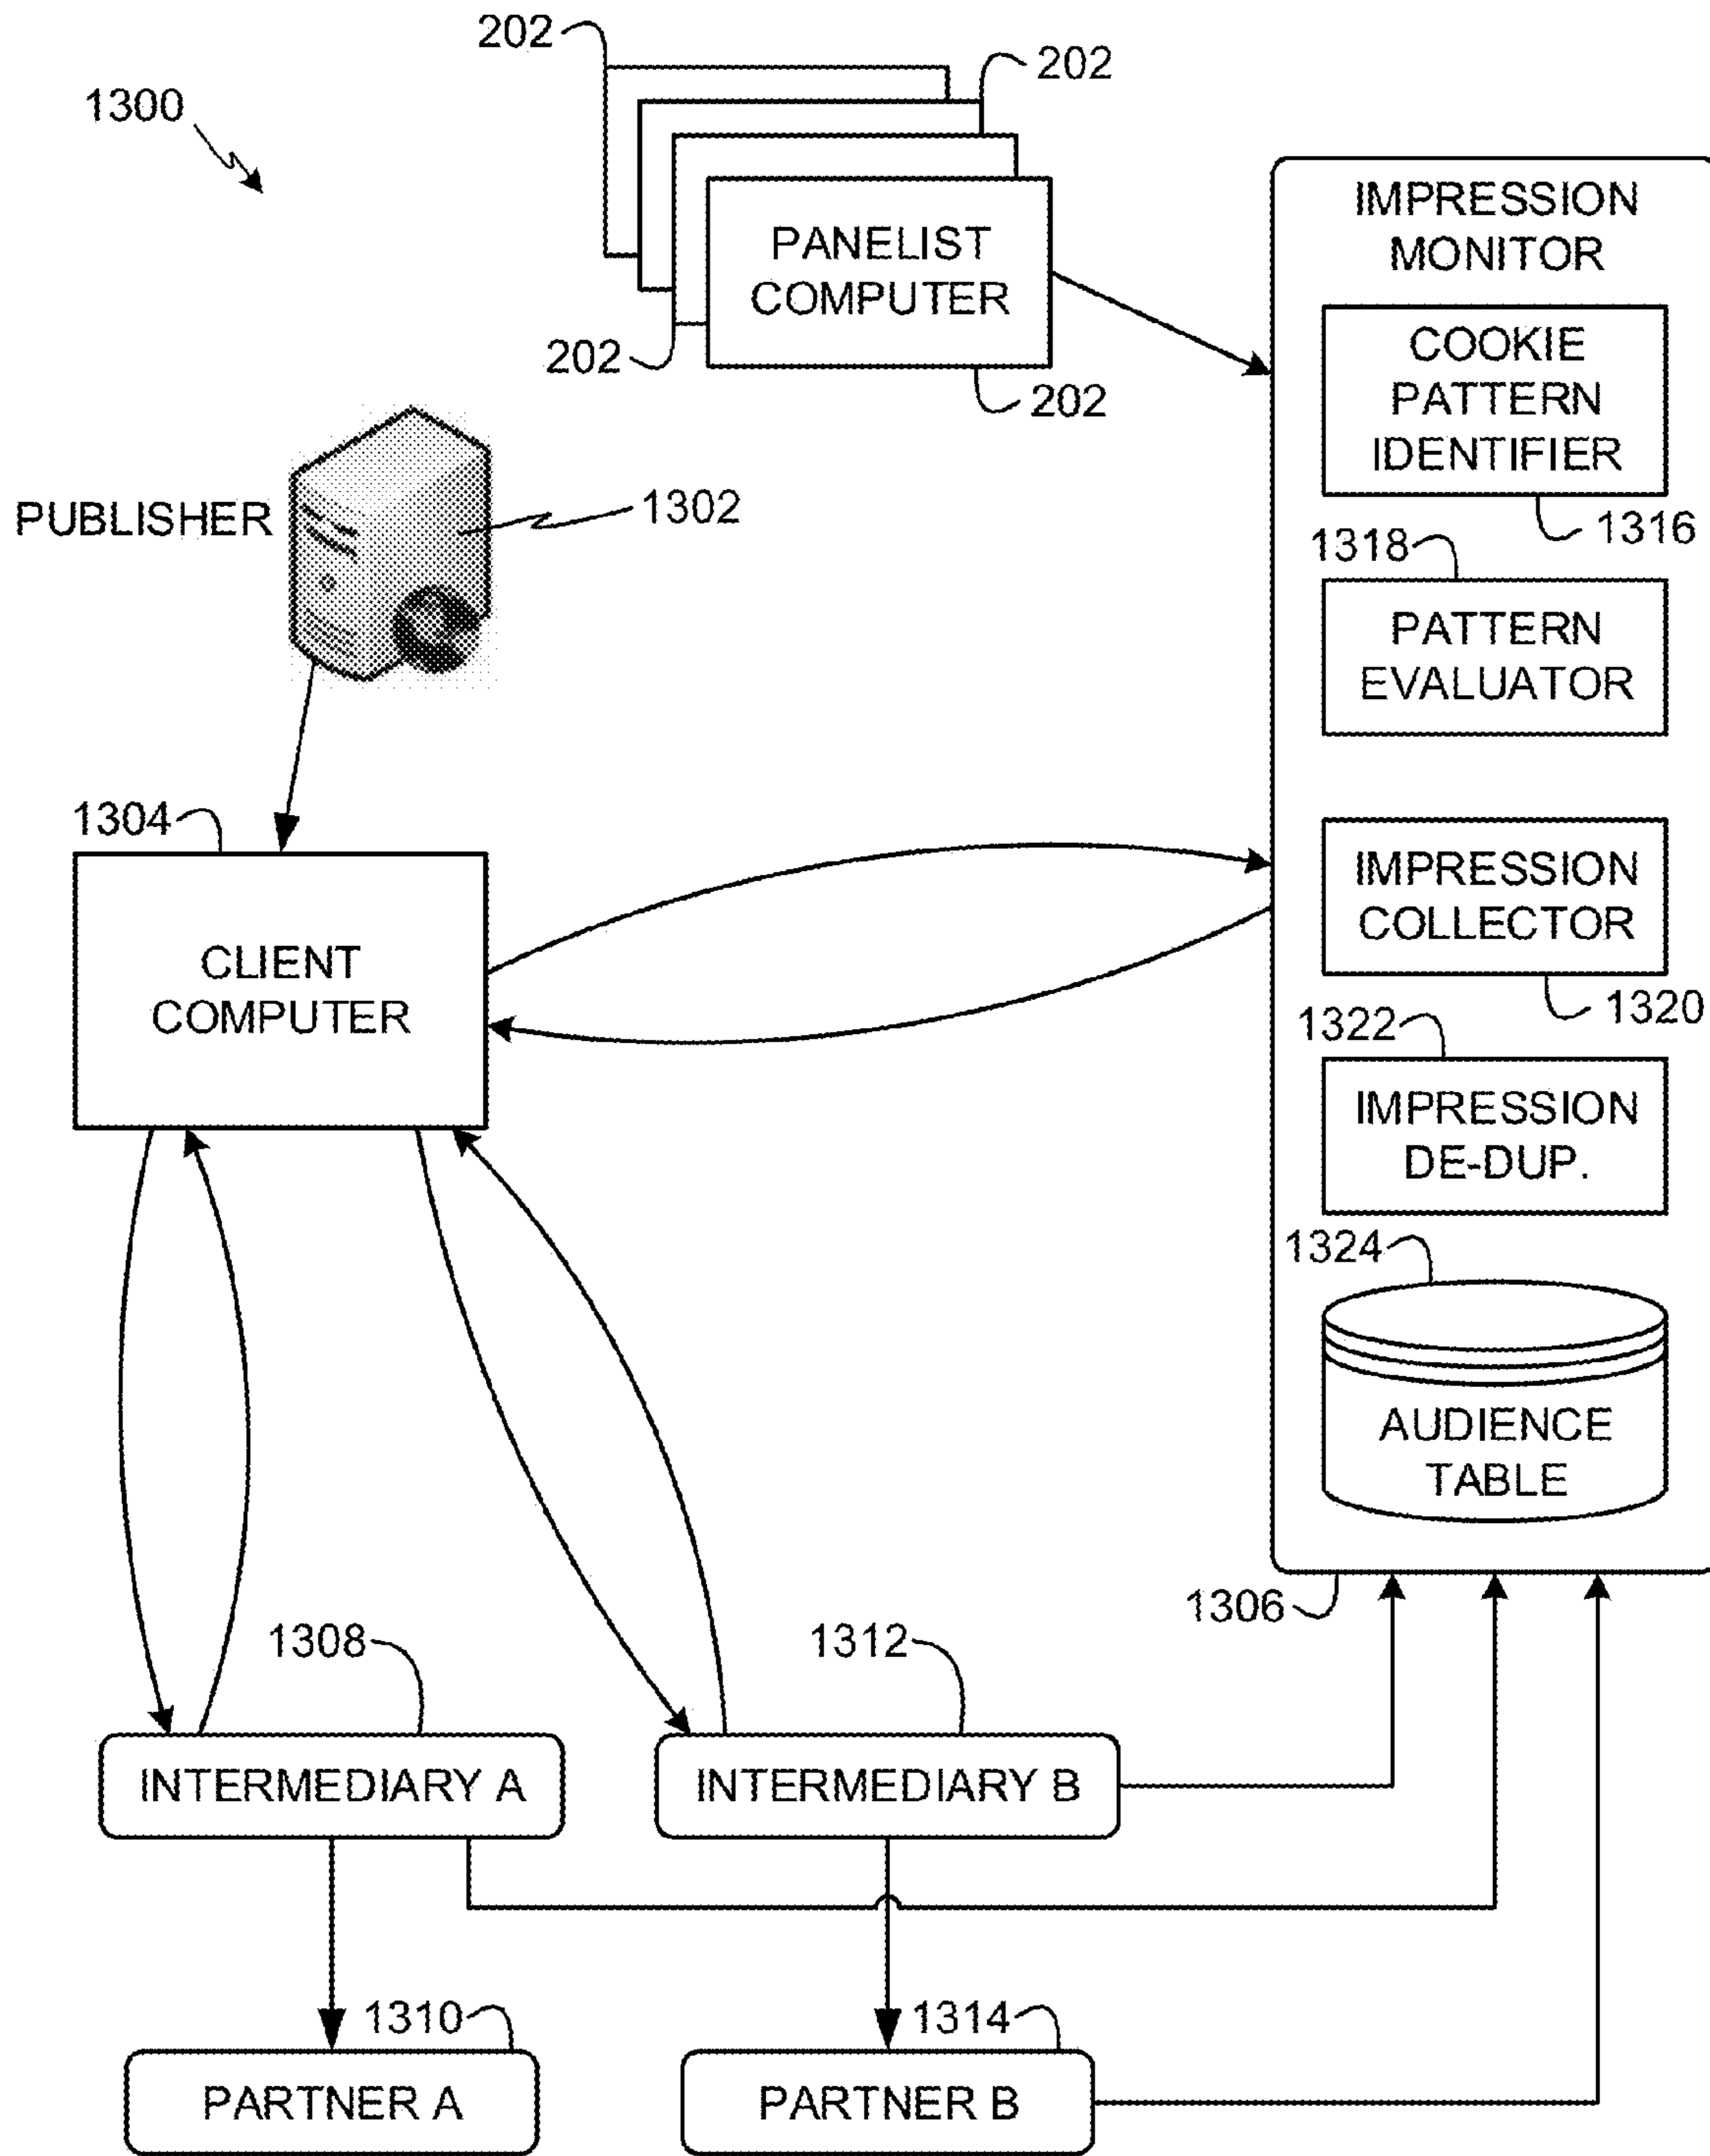 202
202
1300
PANELIST
COMPUTER
202
202
IMPRESSION
MONITOR
COOKIE
PATTERN
IDENTIFIER
1316
PUBLISHER
1302
1318
PATTERN
EVALUATOR
1304
CLIENT
COMPUTER
IMPRESSION
COLLECTOR
1320
1322
IMPRESSION
DE-DUP.
1324
AUDIENCE
TABLE
1306
1308
INTERMEDIARY A
1312
INTERMEDIARY B
1310
PARTNER A
1314
PARTNER B